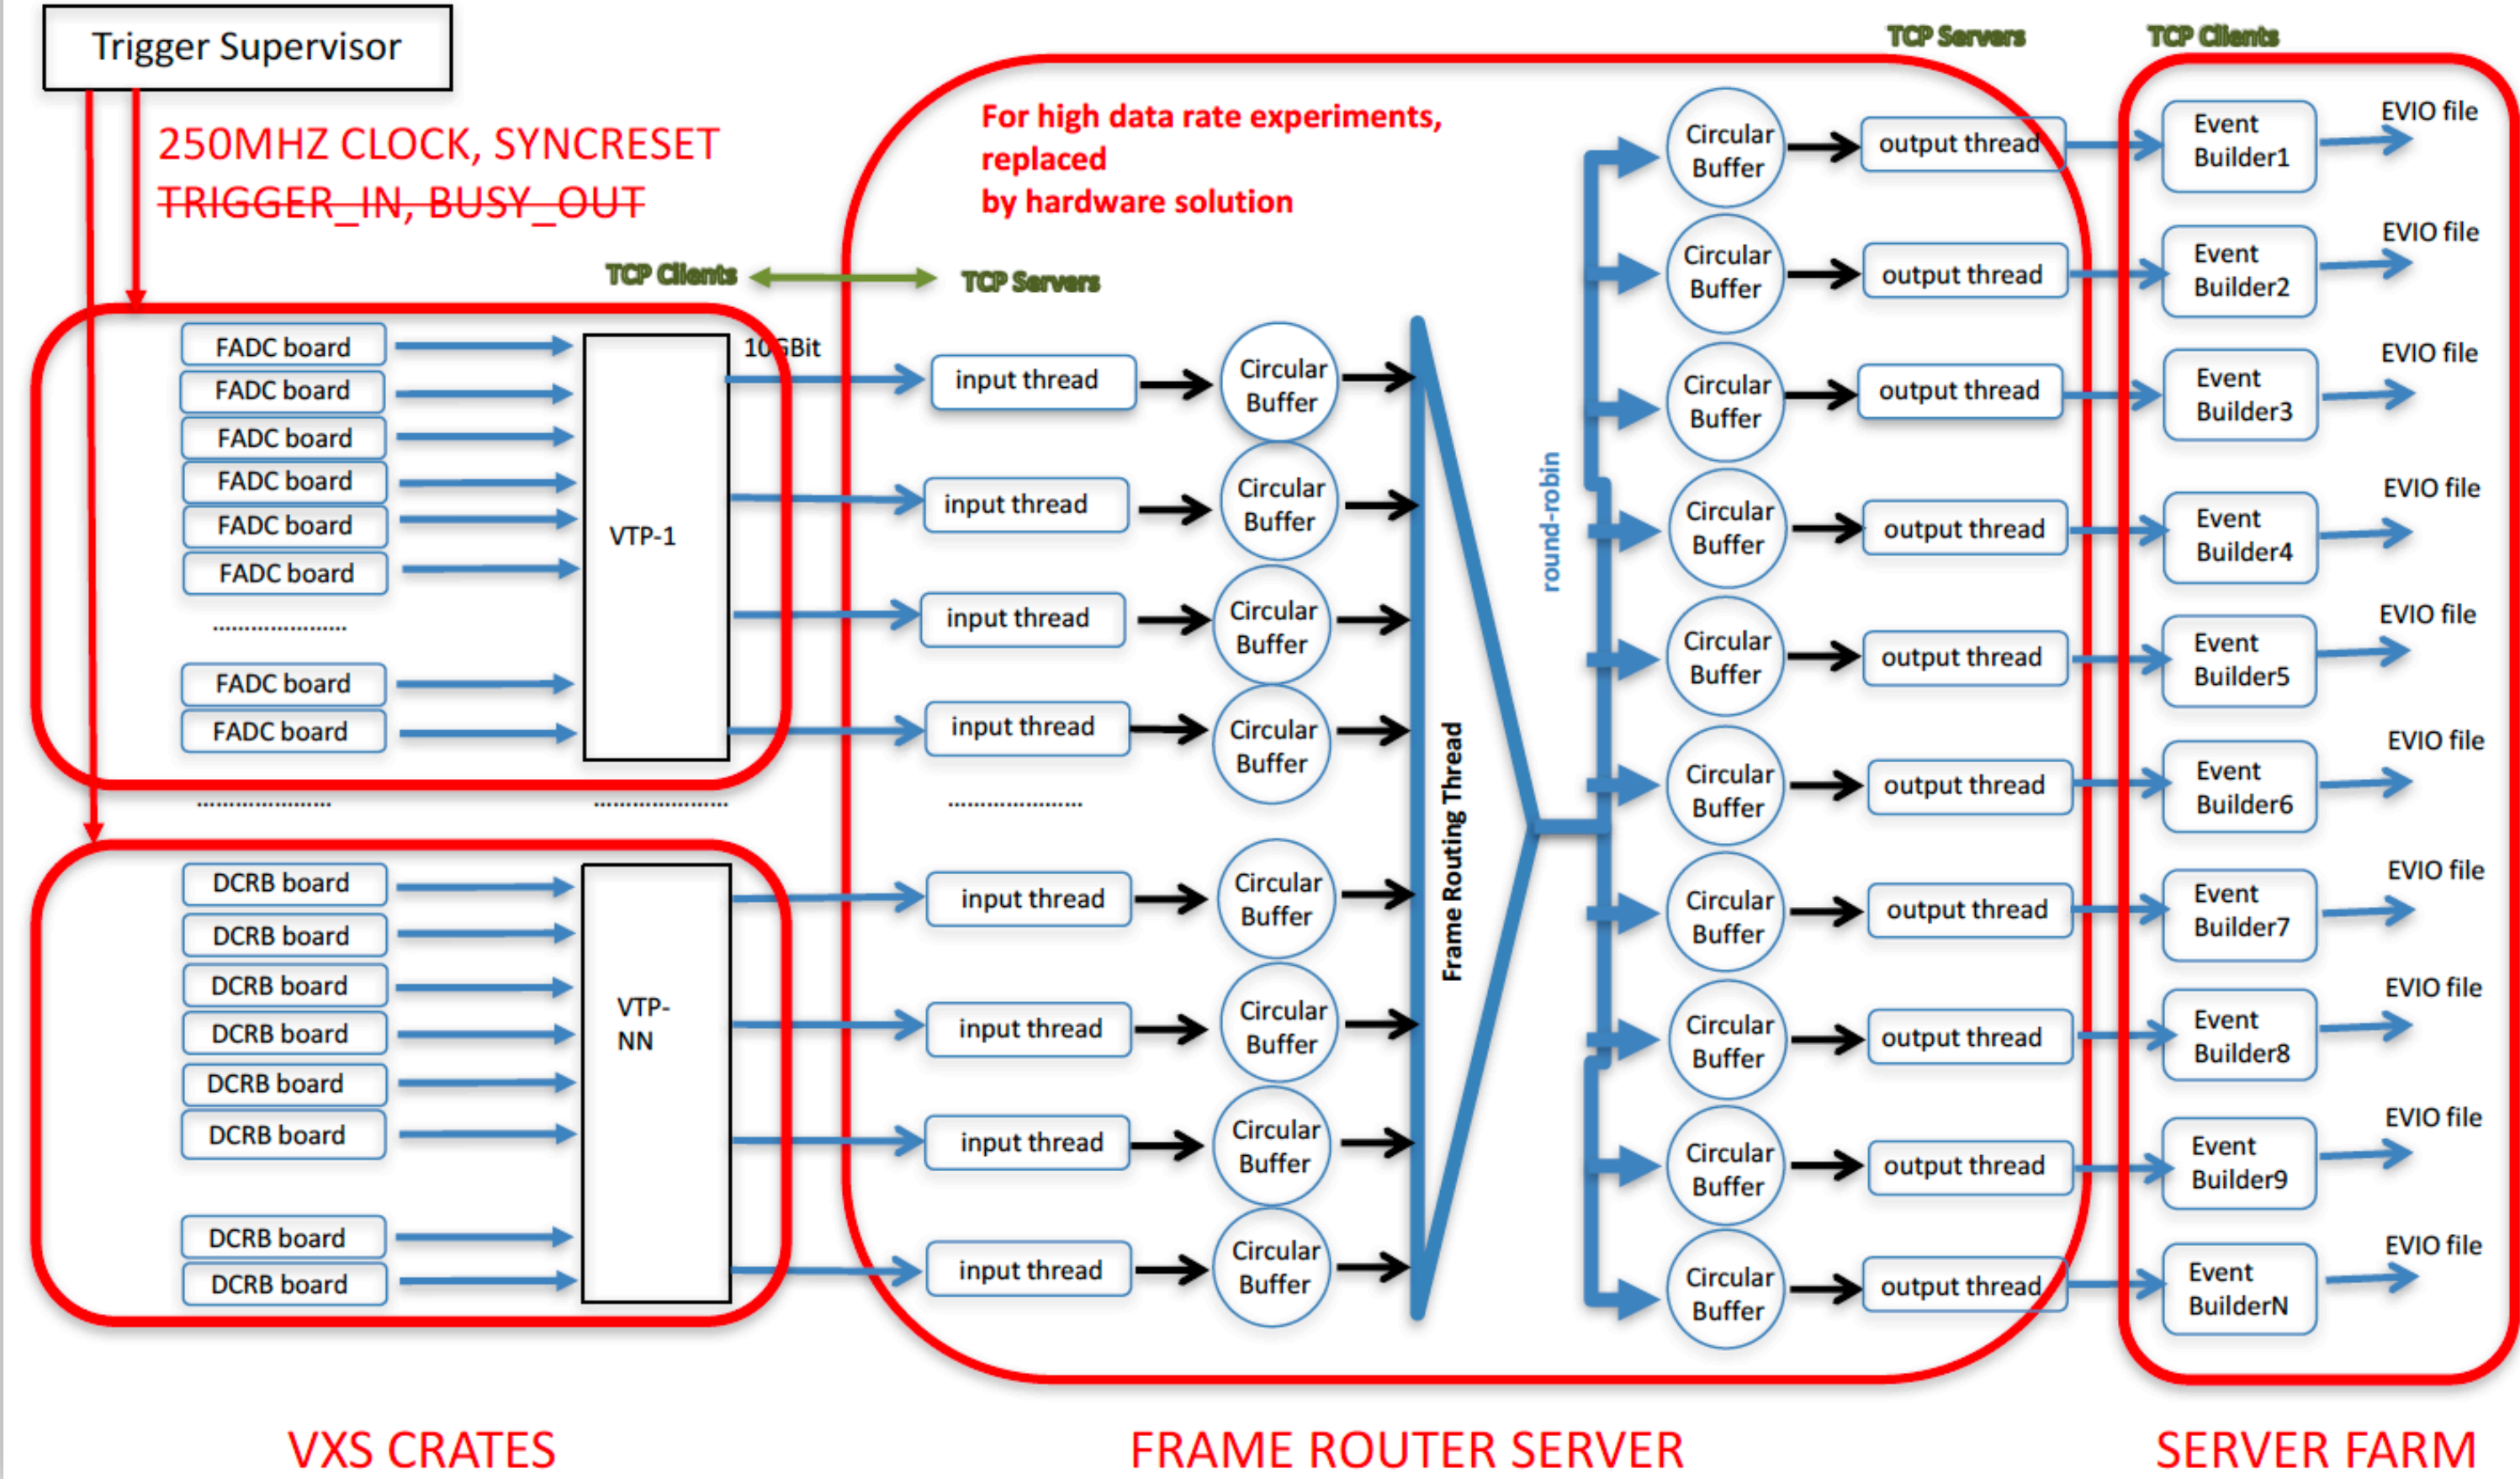 Trigger Supervisor
250MHZ CLOCK, SYNCRESET
TRIGGER_IN, BUSY_OUT
For high data rate experiments,
replaced
by hardware solution
TCP Clients
TCP Servers
TCP Servers
TCP Clients
FADC board
FADC board
FADC board
FADC board
FADC board
FADC board
.....................
FADC board
FADC board
VTP-1
10GBit
.....................
.....................
.....................
DCRB board
DCRB board
DCRB board
DCRB board
DCRB board
DCRB board
DCRB board
DCRB board
VTP-
NN
input thread
Circular
Buffer
input thread
Circular
Buffer
input thread
Circular
Buffer
input thread
Circular
Buffer
input thread
Circular
Buffer
input thread
Circular
Buffer
input thread
Circular
Buffer
input thread
Circular
Buffer
Frame Routing Thread
round-robin
Circular
Buffer
output thread
Event
Builder1
EVIO file
Circular
Buffer
output thread
Event
Builder2
EVIO file
Circular
Buffer
output thread
Event
Builder3
EVIO file
Circular
Buffer
output thread
Event
Builder4
EVIO file
Circular
Buffer
output thread
Event
Builder5
EVIO file
Circular
Buffer
output thread
Event
Builder6
EVIO file
Circular
Buffer
output thread
Event
Builder7
EVIO file
Circular
Buffer
output thread
Event
Builder8
EVIO file
Circular
Buffer
output thread
Event
Builder9
EVIO file
Circular
Buffer
output thread
Event
BuilderN
EVIO file
VXS CRATES
FRAME ROUTER SERVER
SERVER FARM